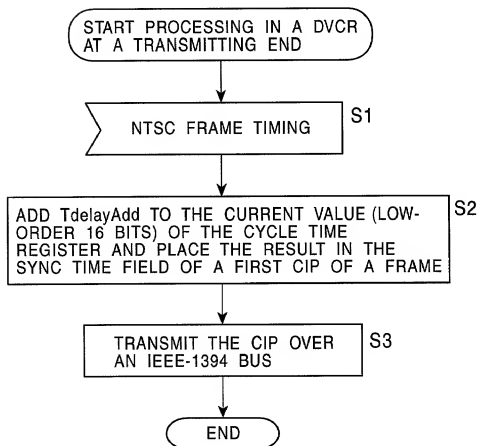 START PROCESSING IN A DVCR
AT A TRANSMITTING END
NTSC FRAME TIMING
S1
ADD TdelayAdd TO THE CURRENT VALUE (LOW-
ORDER 16 BITS) OF THE CYCLE TIME
REGISTER AND PLACE THE RESULT IN THE
SYNC TIME FIELD OF A FIRST CIP OF A FRAME
S2
TRANSMIT THE CIP OVER
AN IEEE-1394 BUS
S3
END